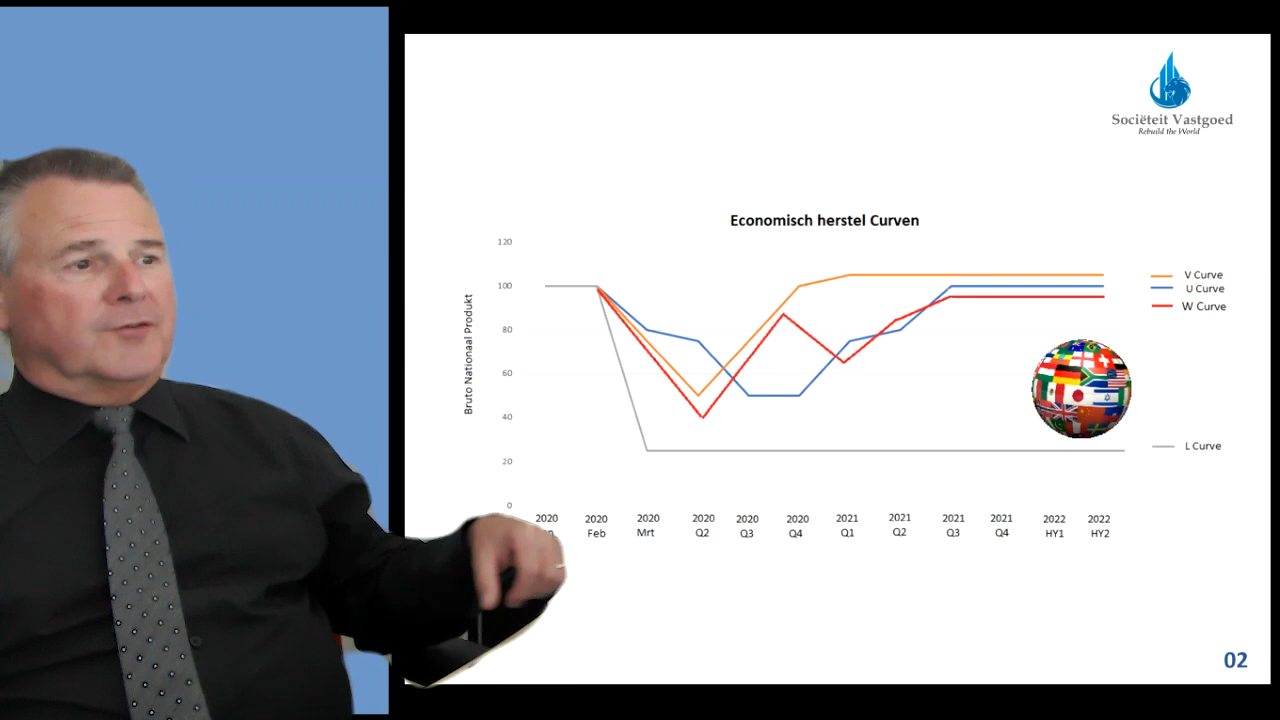 Sociëteit Vastgoed
Rebuild the World
Economisch herstel Curven
Bruto Nationaal Produkt
120
100
80
60
40
20
0
V Curve
U Curve
W Curve
L Curve
2020 2020 2020 2020 2020 2020 2021 2021 2021 2021 2022 2022
Feb Mrt Q2 Q3 Q4 Q1 Q2 Q3 Q4 HY1 HY2
02